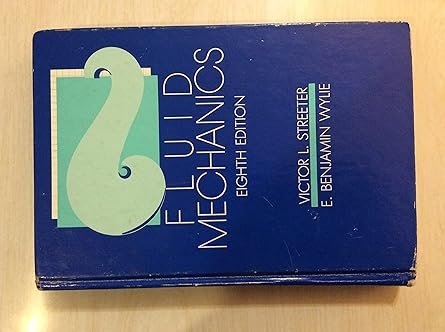 FLUID
MECHANICS
EIGHTH EDITION
VICTOR L. STREETER
E. BENJAMIN WYLIE